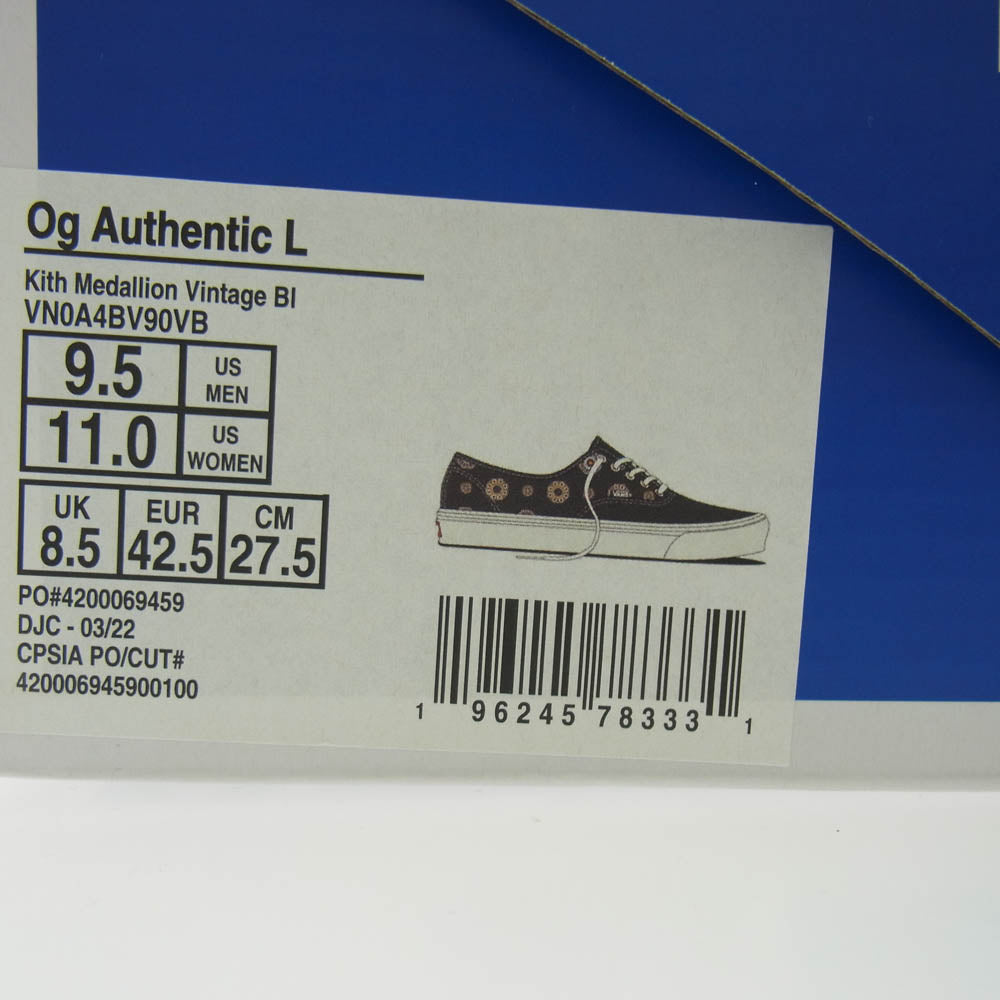 Og Authentic L
Kith Medallion Vintage Bl
VN0A4BV90VB
9.5 US MEN
11.0 US WOMEN
UK EUR CM
8.5 42.5 27.5
PO#4200069459
DJC - 03/22
CPSIA PO/CUT#
420006945900100
VANS
1 96245 78333 1